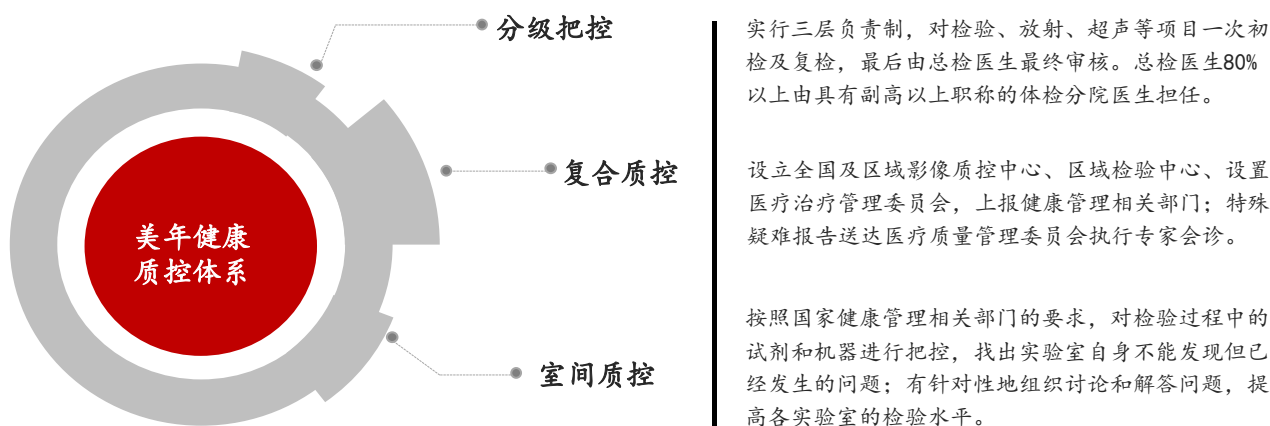 美年健康
质控体系
分级把控
实行三层负责制，对检验、放射、超声等项目一次初
检及复检，最后由总检医生最终审核。总检医生80%
以上由具有副高以上职称的体检分院医生担任。
复合质控
设立全国及区域影像质控中心、区域检验中心、设置
医疗治疗管理委员会，上报健康管理相关部门；特殊
疑难报告送达医疗质量管理委员会执行专家会诊。
室间质控
按照国家健康管理相关部门的要求，对检验过程中的
试剂和机器进行把控，找出实验室自身不能发现但已
经发生的问题；有针对性地组织讨论和解答问题，提
高各实验室的检验水平。